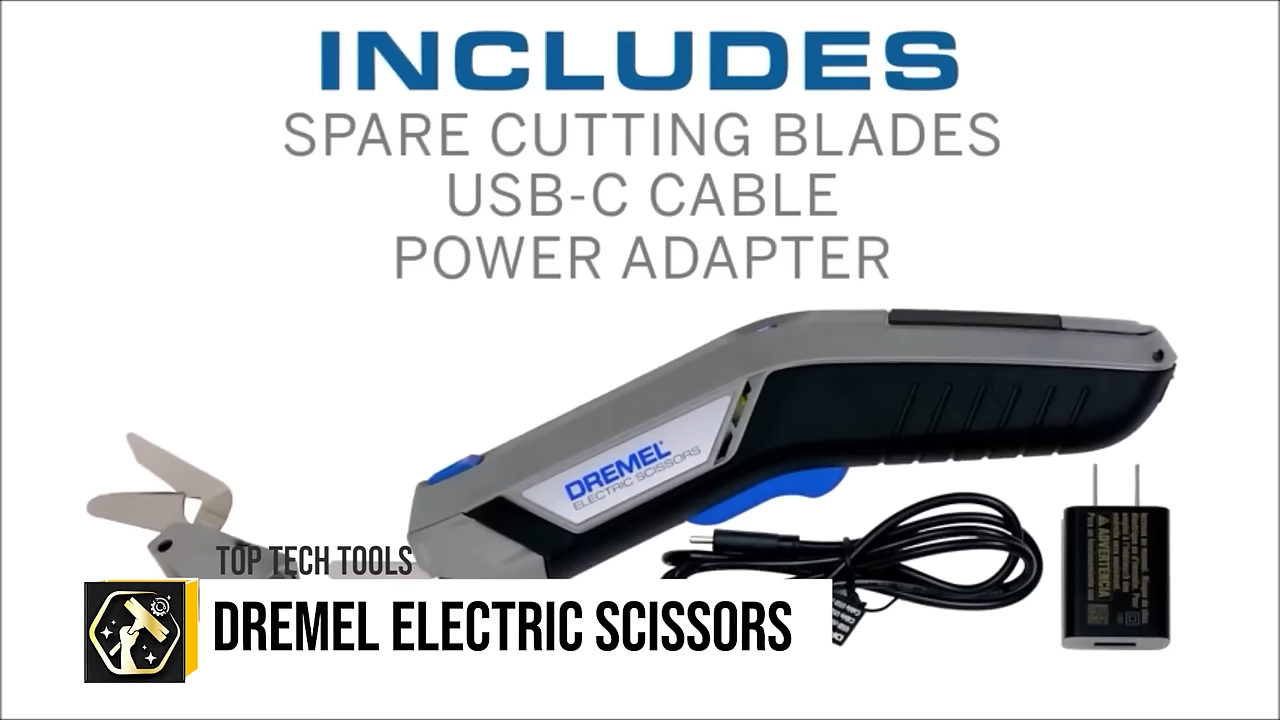 INCLUDES
SPARE CUTTING BLADES
USB-C CABLE
POWER ADAPTER
DREMEL
ELECTRIC SCISSORS
ADVERTENCIA
TOP TECH TOOLS
DREMEL ELECTRIC SCISSORS